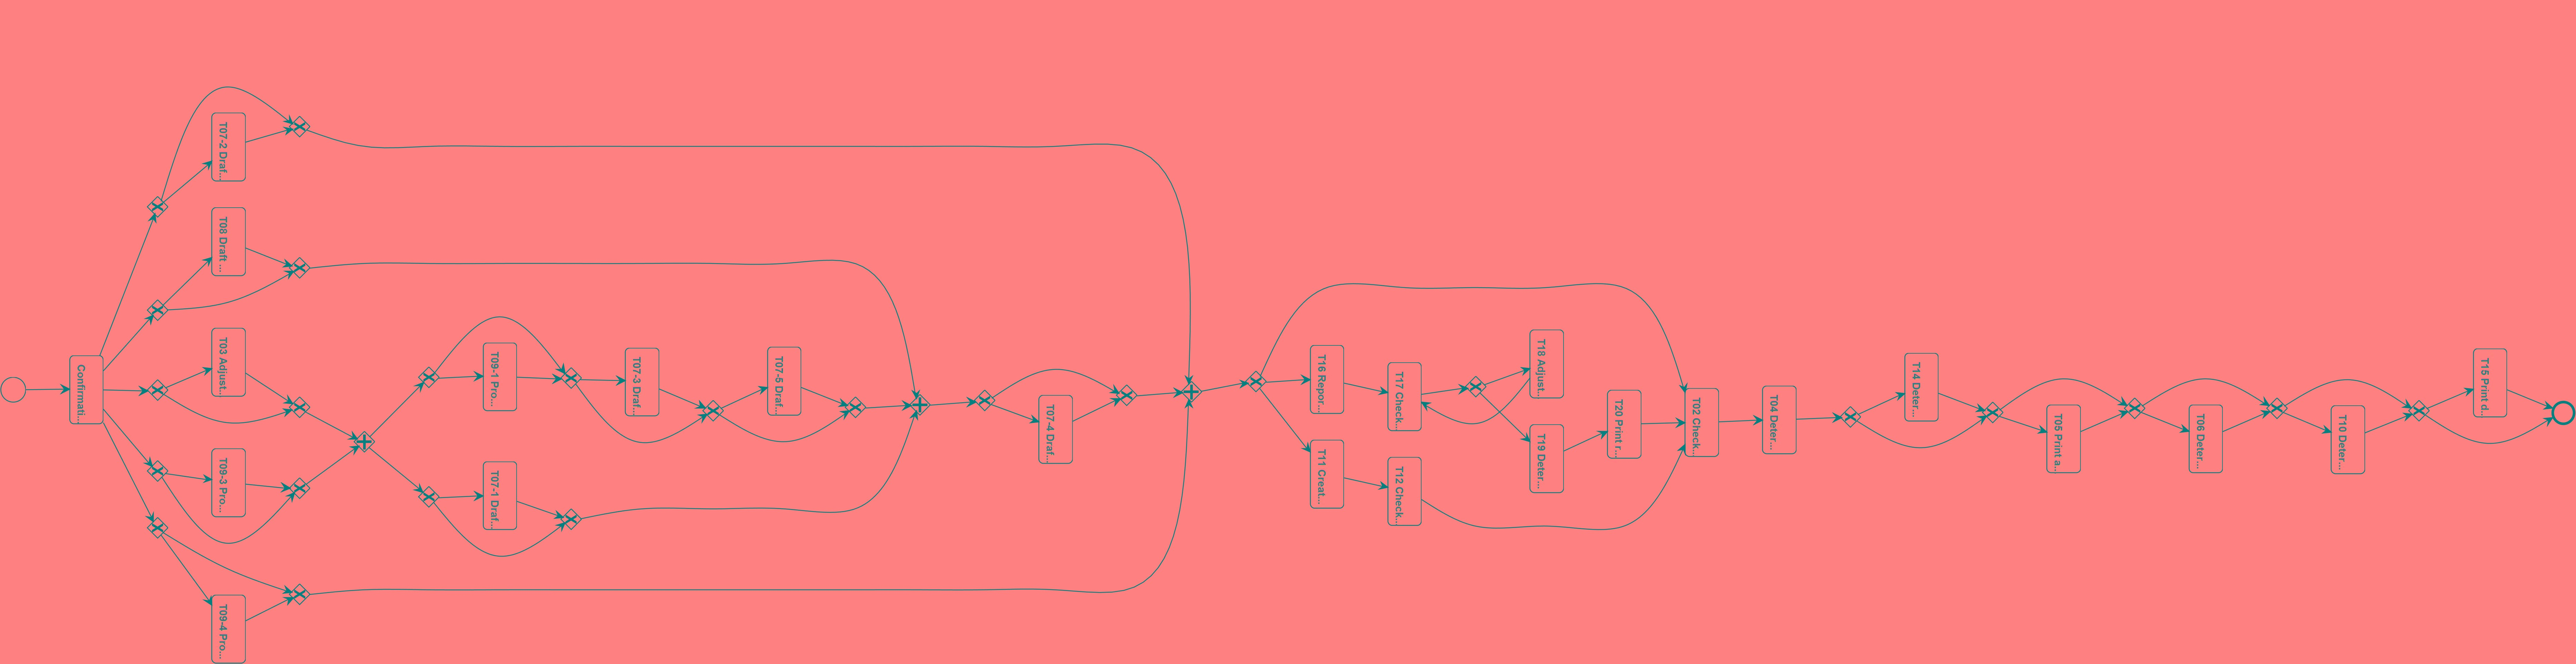 Confirmati...
T07-2 Draf...
T08 Draft ...
T03 Adjust...
T09-3 Pro...
T09-4 Pro...
T09-1 Pro...
T07-1 Draf...
T07-3 Draf...
T07-5 Draf...
T07-4 Draf...
T16 Repor...
T11 Creat...
T17 Check...
T12 Check...
T18 Adjust...
T19 Deter...
T20 Print r...
T02 Check...
T04 Deter...
T14 Deter...
T05 Print a...
T06 Deter...
T10 Deter...
T15 Print d...